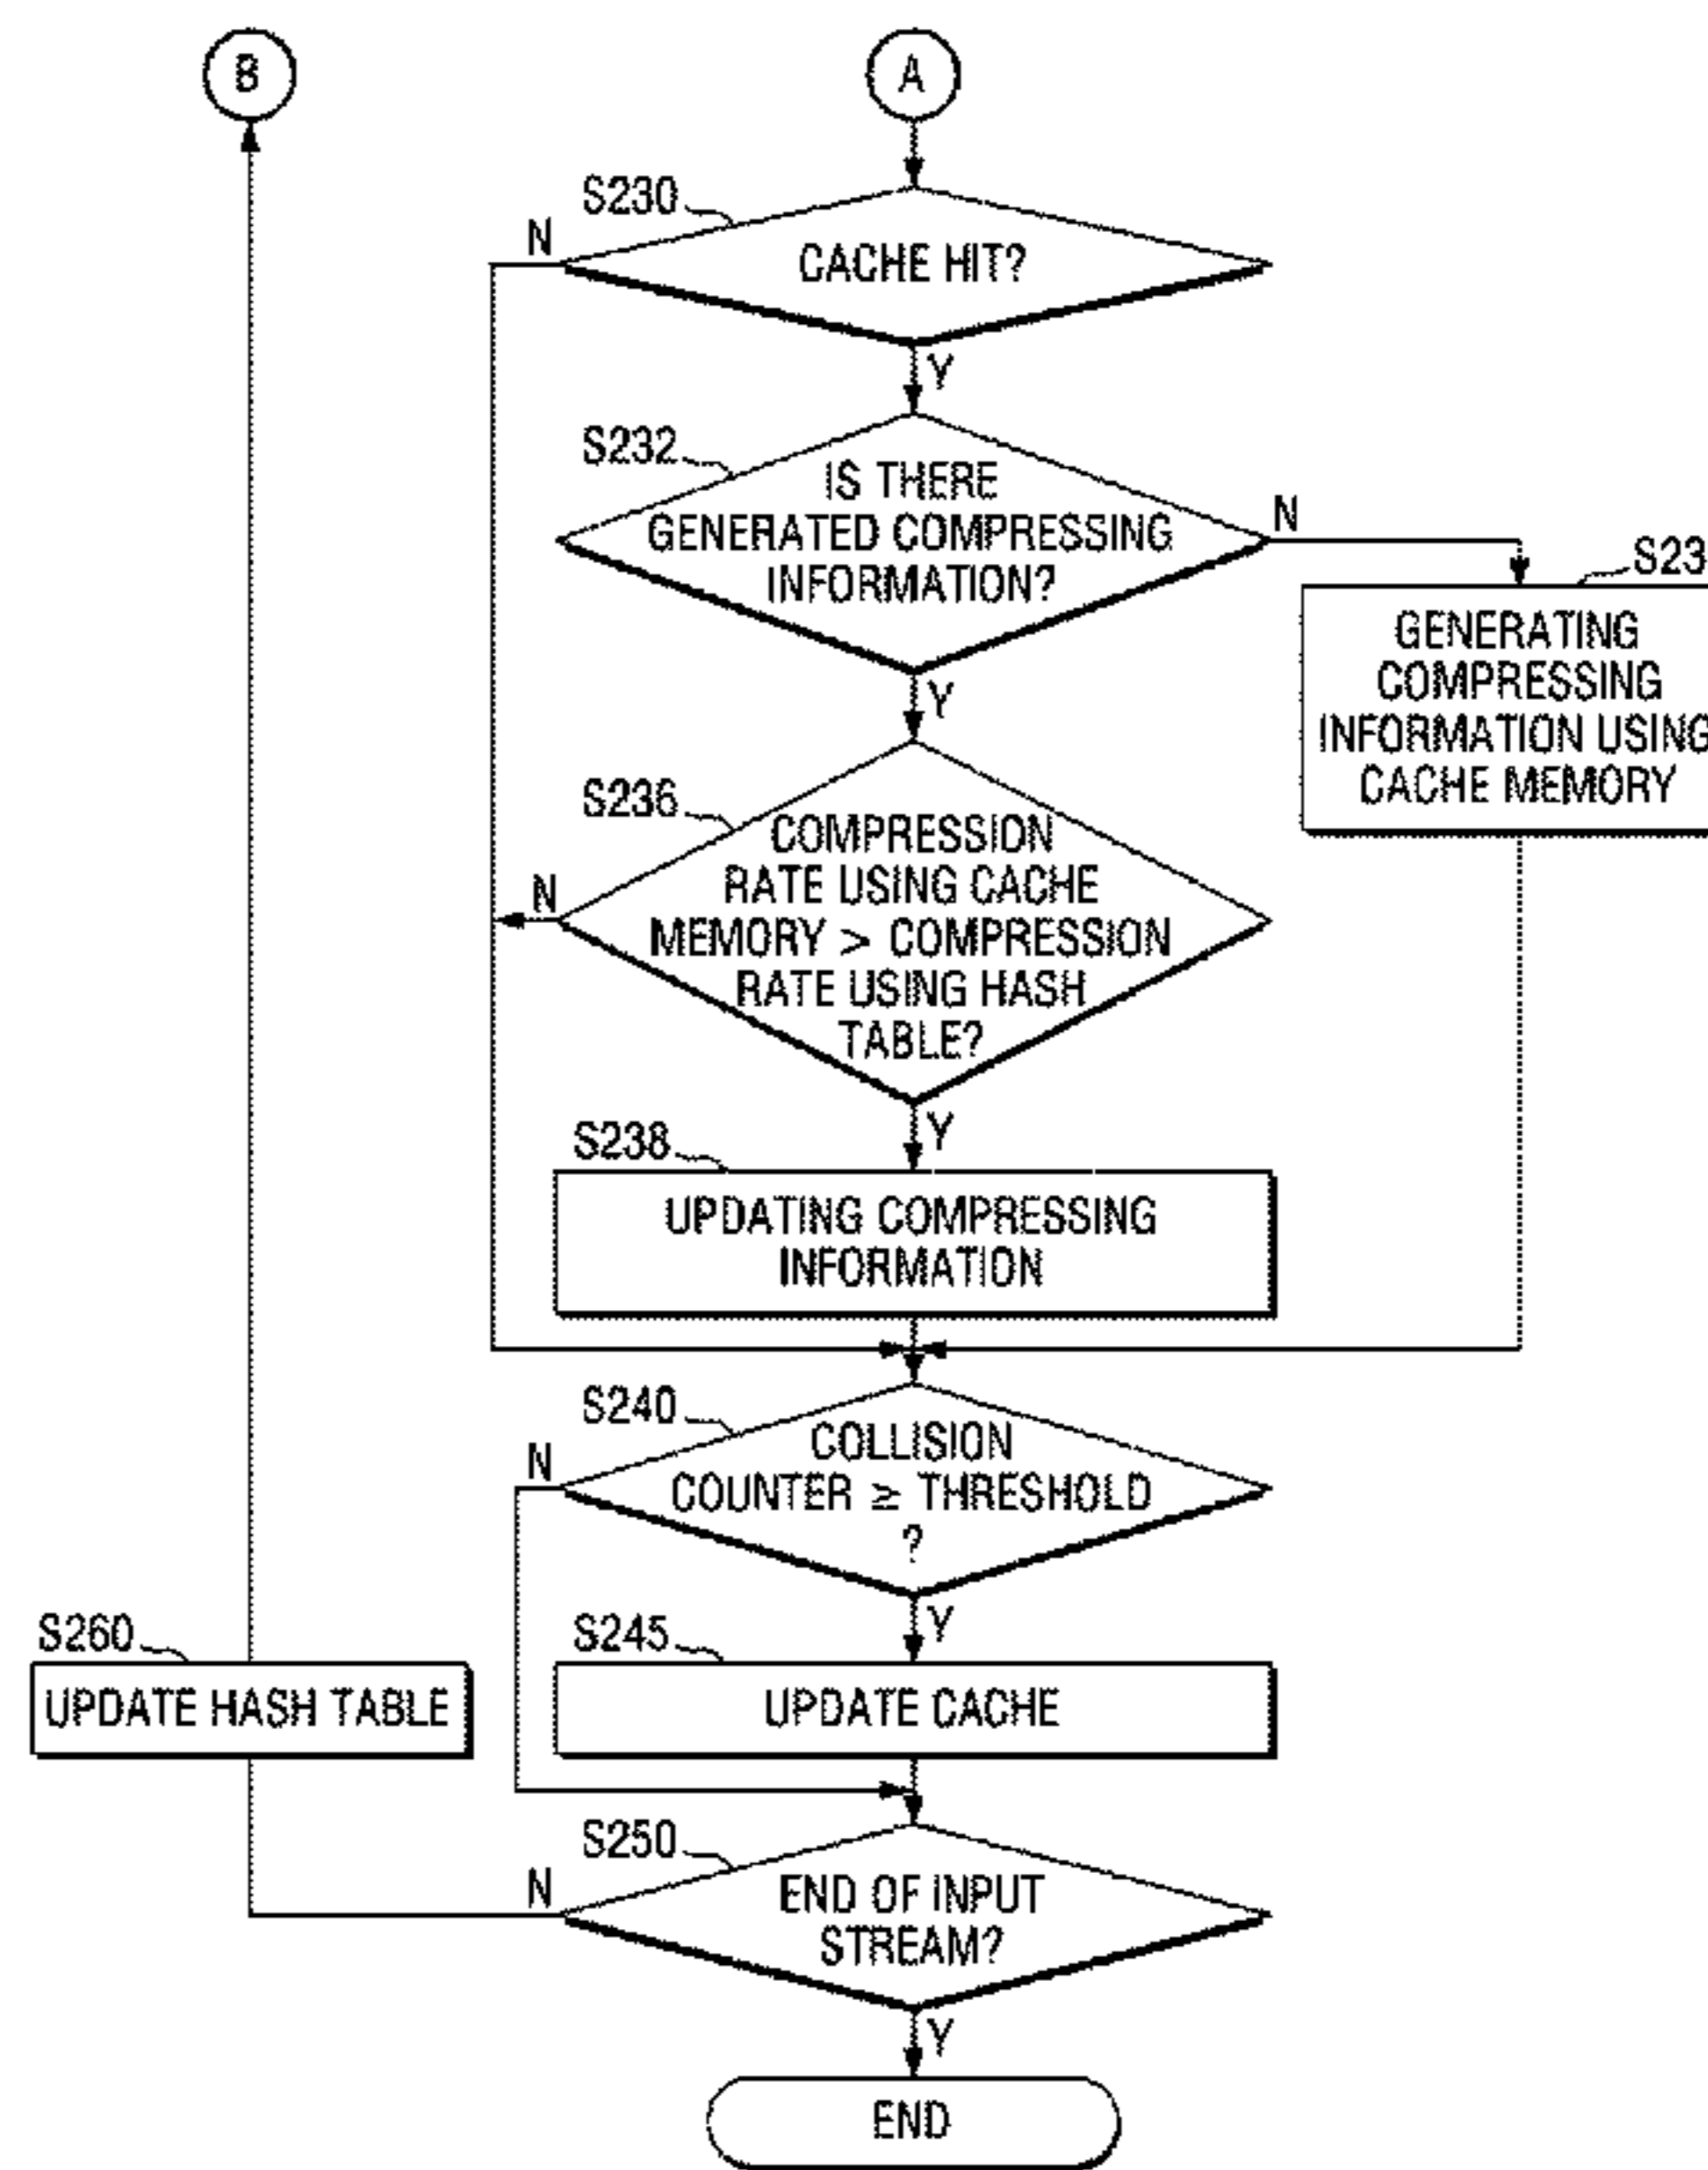 B
A
S230
N
CACHE HIT?
Y
S232
IS THERE
GENERATED COMPRESSING
INFORMATION?
N
S23
GENERATING
COMPRESSING
INFORMATION USING
CACHE MEMORY
Y
S236
COMPRESSION
RATE USING CACHE
MEMORY > COMPRESSION
RATE USING HASH
TABLE?
N
Y
S238
UPDATING COMPRESSING
INFORMATION
S240
COLLISION
COUNTER ≥ THRESHOLD
?
N
Y
S260
UPDATE HASH TABLE
S245
UPDATE CACHE
S250
N
END OF INPUT
STREAM?
Y
END